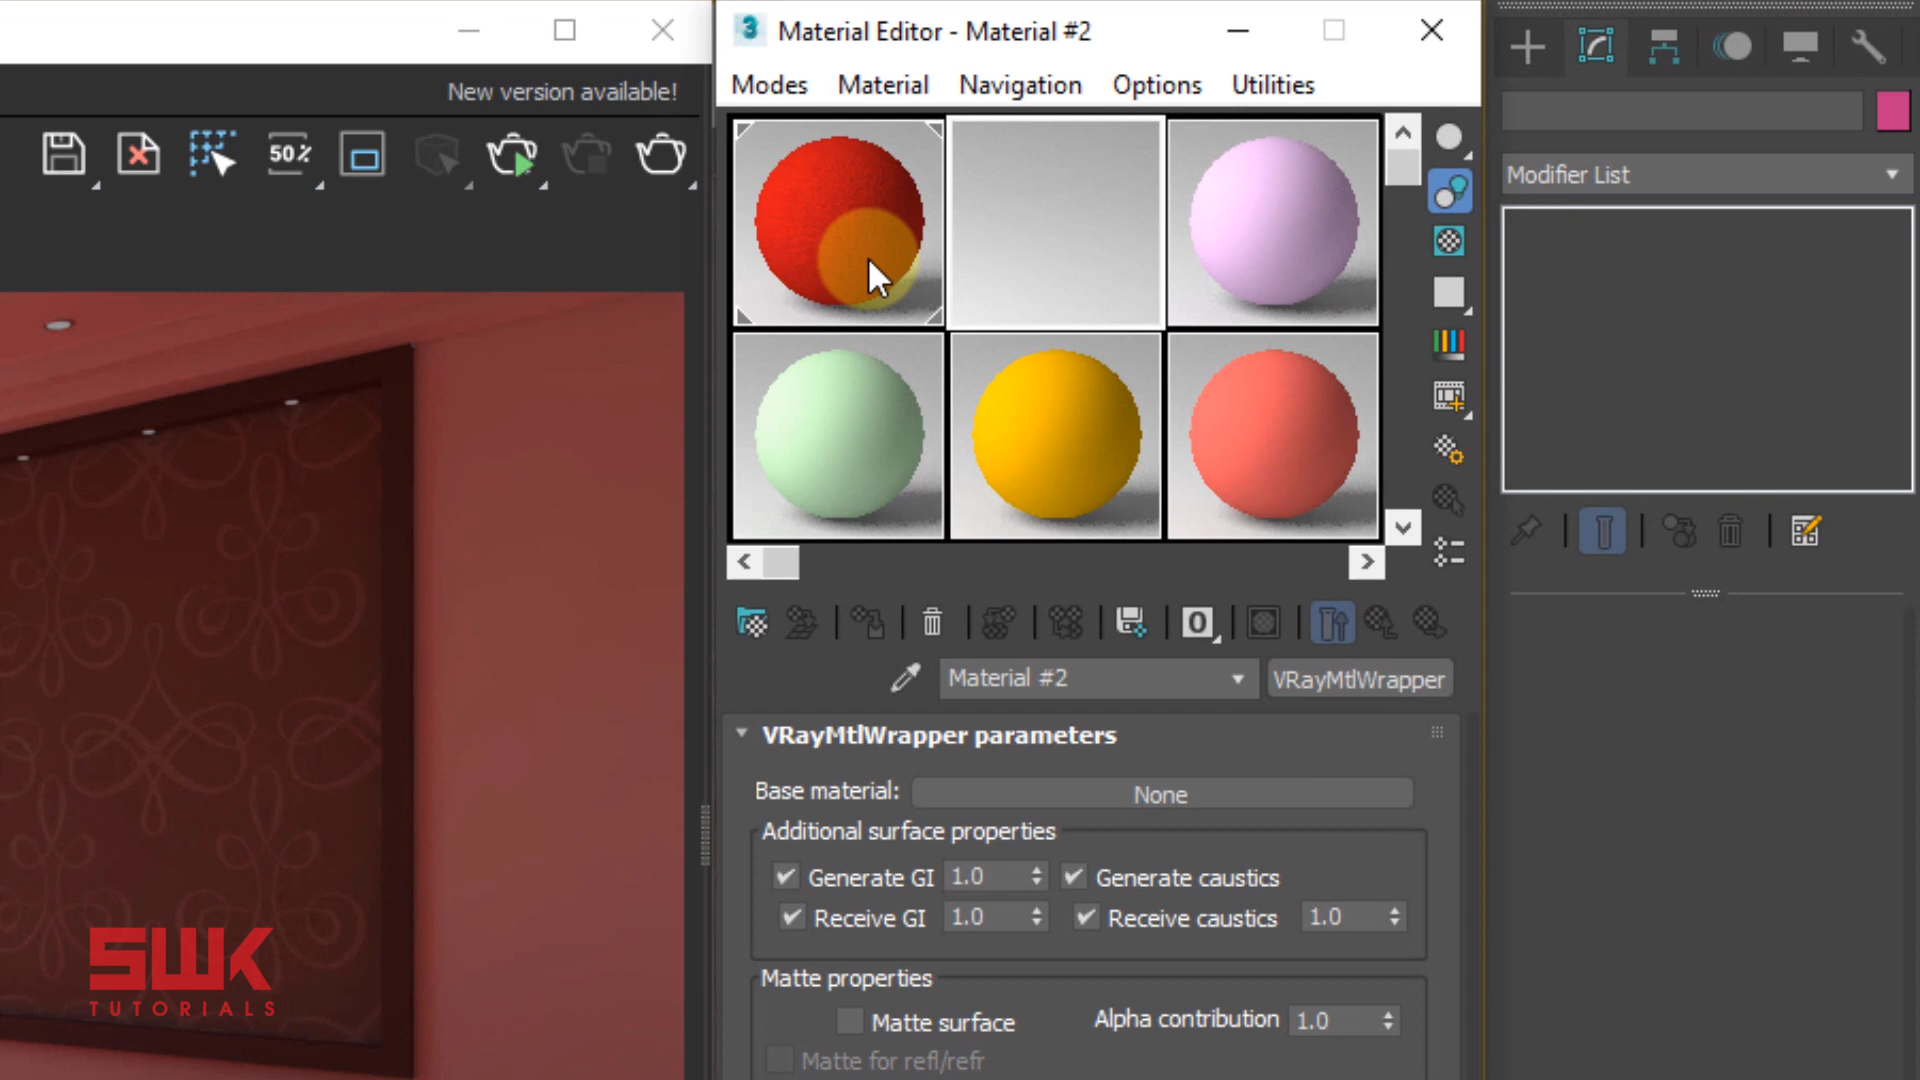 Material Editor - Material #2
New version available!
Modes Material Navigation Options Utilities
50%
Modifier List
0
Material #2
VRayMtlWrapper
VRayMtlWrapper parameters
Base material: None
Additional surface properties
Generate GI 1.0 Generate caustics
Receive GI 1.0 Receive caustics 1.0
Matte properties
Matte surface Alpha contribution 1.0
Matte for refl/refr
SWK
TUTORIALS